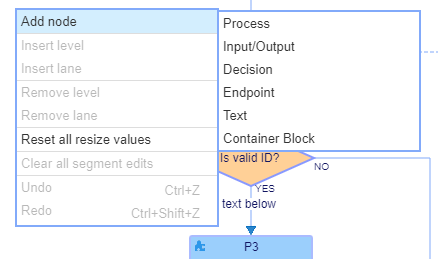 Add node
Insert level
Insert lane
Remove level
Remove lane
Reset all resize values
Clear all segment edits
Undo Ctrl+Z
Redo Ctrl+Shift+Z
Process
Input/Output
Decision
Endpoint
Text
Container Block
Is valid ID?
NO
YES
text below
P3